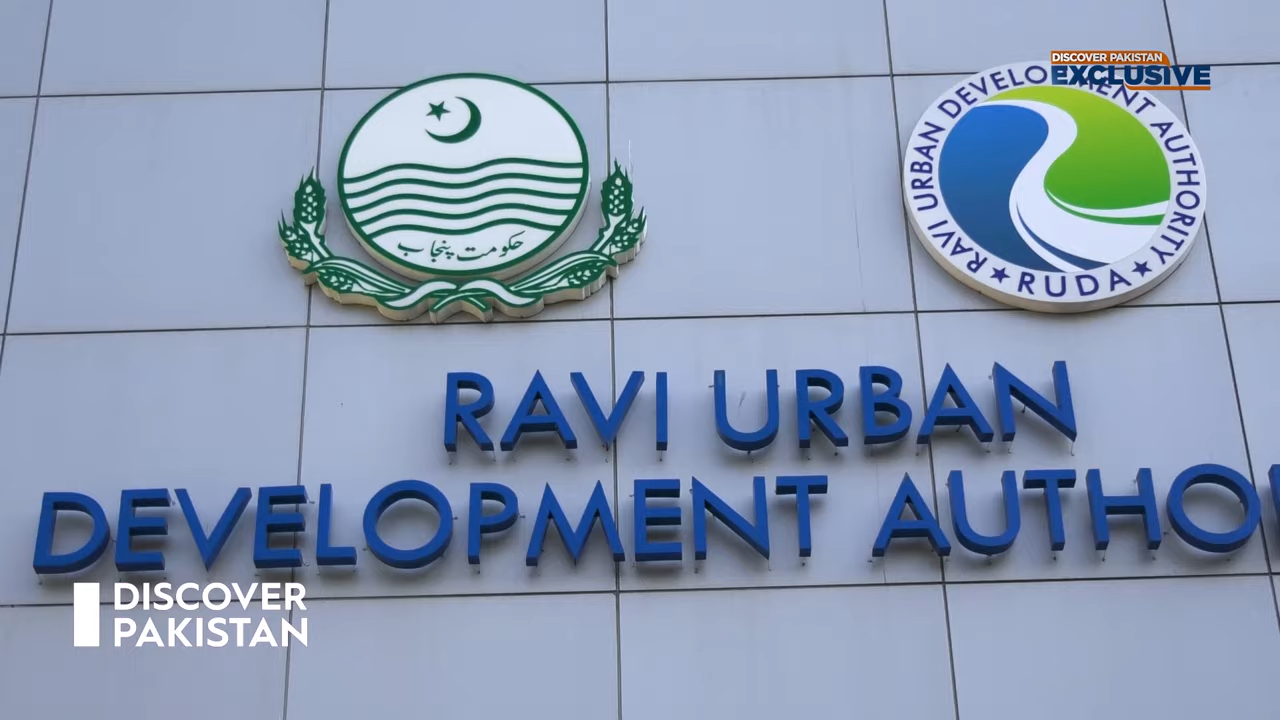 DISCOVER PAKISTAN
EXCLUSIVE
حکومت پنجاب
RAVI URBAN DEVELOPMENT AUTHORITY
★ RUDA ★
RAVI URBAN
DEVELOPMENT AUTHO
DISCOVER
PAKISTAN